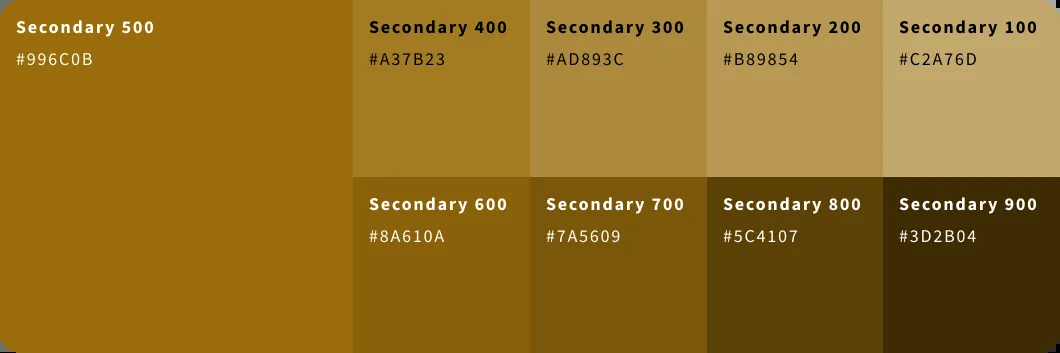 Secondary 500
#996C0B
Secondary 400
#A37B23
Secondary 300
#AD893C
Secondary 200
#B89854
Secondary 100
#C2A76D
Secondary 600
#8A610A
Secondary 700
#7A5609
Secondary 800
#5C4107
Secondary 900
#3D2B04